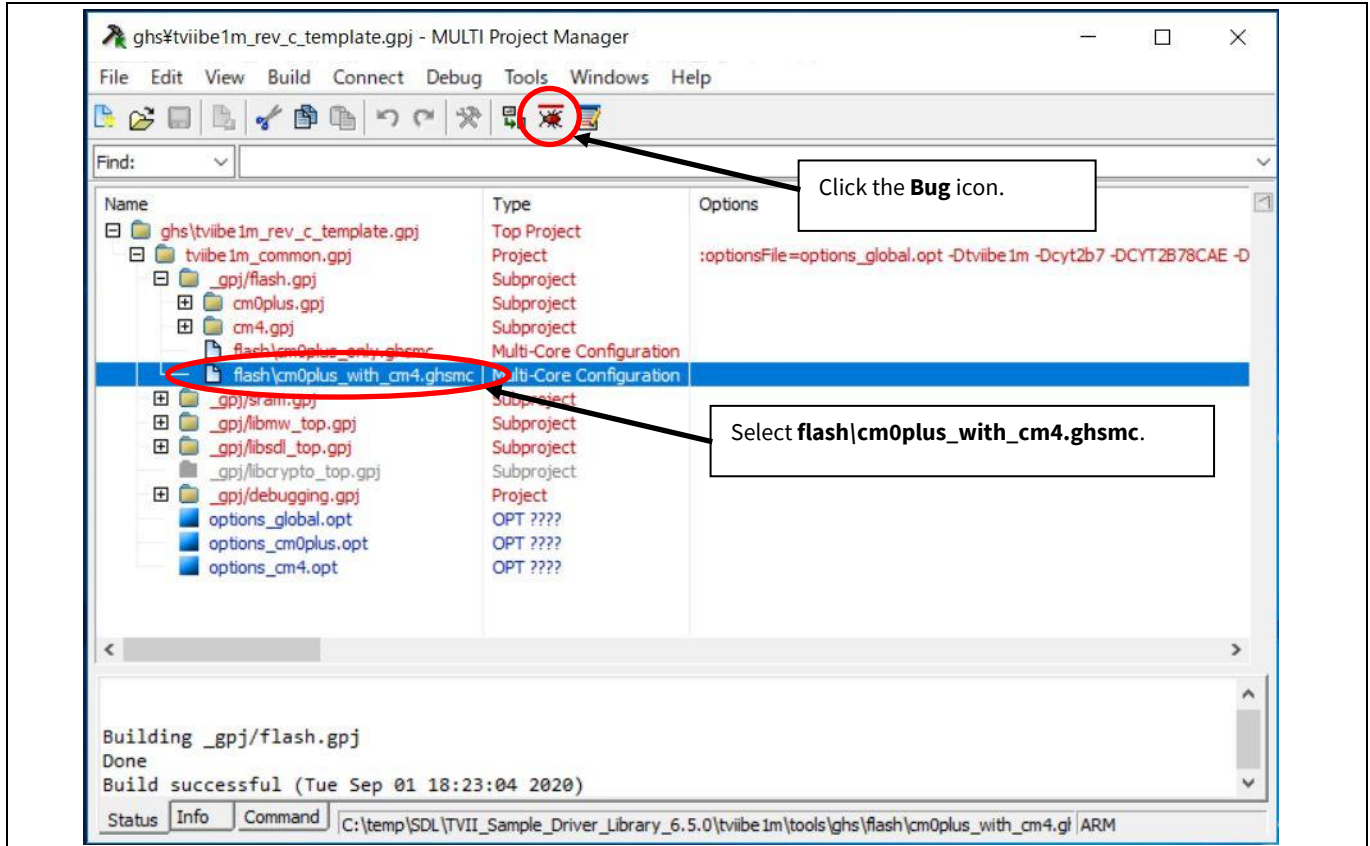 ghs¥tviibe1m_rev_c_template.gpj - MULTI Project Manager
File Edit View Build Connect Debug Tools Windows Help
Find:
Click the Bug icon.
Name Type Options
ghs\tviibe1m_rev_c_template.gpj Top Project
tviibe1m_common.gpj Project :optionsFile=options_global.opt -Dtviibe1m -Dcyt2b7 -DCYT2B78CAE -D
_gpj/flash.gpj Subproject
cm0plus.gpj Subproject
cm4.gpj Subproject
flash\cm0plus_only.ghsmc Multi-Core Configuration
flash\cm0plus_with_cm4.ghsmc Multi-Core Configuration
_gpj/sram.gpj Subproject
_gpj/libmw_top.gpj Subproject
Select flash\cm0plus_with_cm4.ghsmc.
_gpj/libsdl_top.gpj Subproject
_gpj/libcrypto_top.gpj Subproject
_gpj/debugging.gpj Project
options_global.opt OPT ????
options_cm0plus.opt OPT ????
options_cm4.opt OPT ????
Building _gpj/flash.gpj
Done
Build successful (Tue Sep 01 18:23:04 2020)
Status Info Command C:\temp\SDL\TVII_Sample_Driver_Library_6.5.0\tviibe1m\tools\ghs\flash\cm0plus_with_cm4.gl ARM